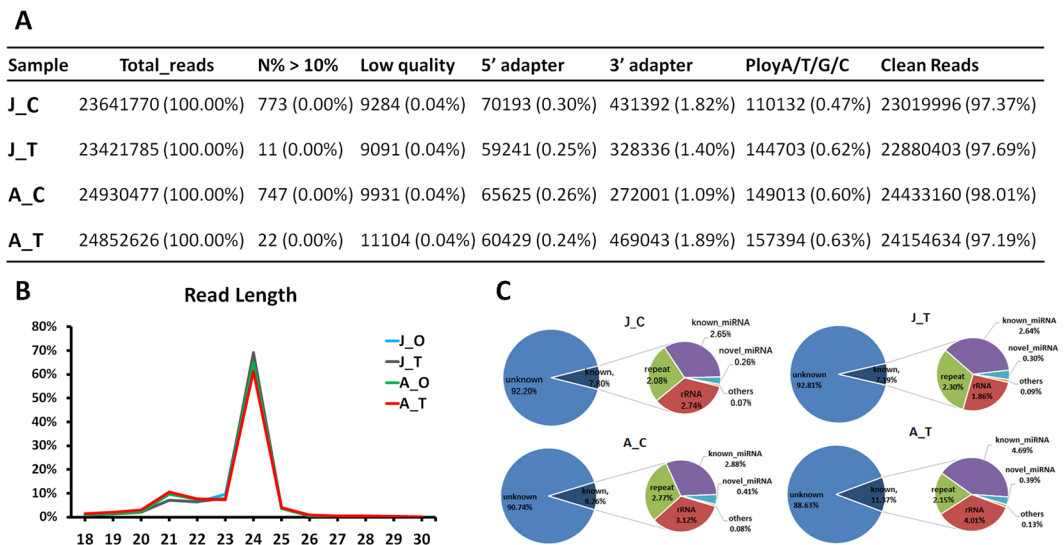 A
Sample Total_reads N% > 10% Low quality 5’ adapter 3’ adapter PloyA/T/G/C Clean Reads
J_C 23641770 (100.00%) 773 (0.00%) 9284 (0.04%) 70193 (0.30%) 431392 (1.82%) 110132 (0.47%) 23019996 (97.37%)
J_T 23421785 (100.00%) 11 (0.00%) 9091 (0.04%) 59241 (0.25%) 328336 (1.40%) 144703 (0.62%) 22880403 (97.69%)
A_C 24930477 (100.00%) 747 (0.00%) 9931 (0.04%) 65625 (0.26%) 272001 (1.09%) 149013 (0.60%) 24433160 (98.01%)
A_T 24852626 (100.00%) 22 (0.00%) 11104 (0.04%) 60429 (0.24%) 469043 (1.89%) 157394 (0.63%) 24154634 (97.19%)
B
Read Length
80%
70%
60%
50%
40%
30%
20%
10%
0%
18 19 20 21 22 23 24 25 26 27 28 29 30
J_O
J_T
A_O
A_T
C
J_C
unknown
92.20%
known,
7.80%
known_miRNA
2.65%
novel_miRNA
0.26%
others
0.07%
repeat
2.08%
rRNA
2.74%
J_T
unknown
92.81%
known,
7.19%
known_miRNA
2.64%
novel_miRNA
0.30%
others
0.09%
repeat
2.30%
rRNA
1.86%
A_C
unknown
90.74%
known,
9.26%
known_miRNA
2.88%
novel_miRNA
0.41%
others
0.08%
repeat
2.77%
rRNA
3.12%
A_T
unknown
88.63%
known,
11.37%
known_miRNA
4.69%
novel_miRNA
0.39%
others
0.13%
repeat
2.15%
rRNA
4.01%